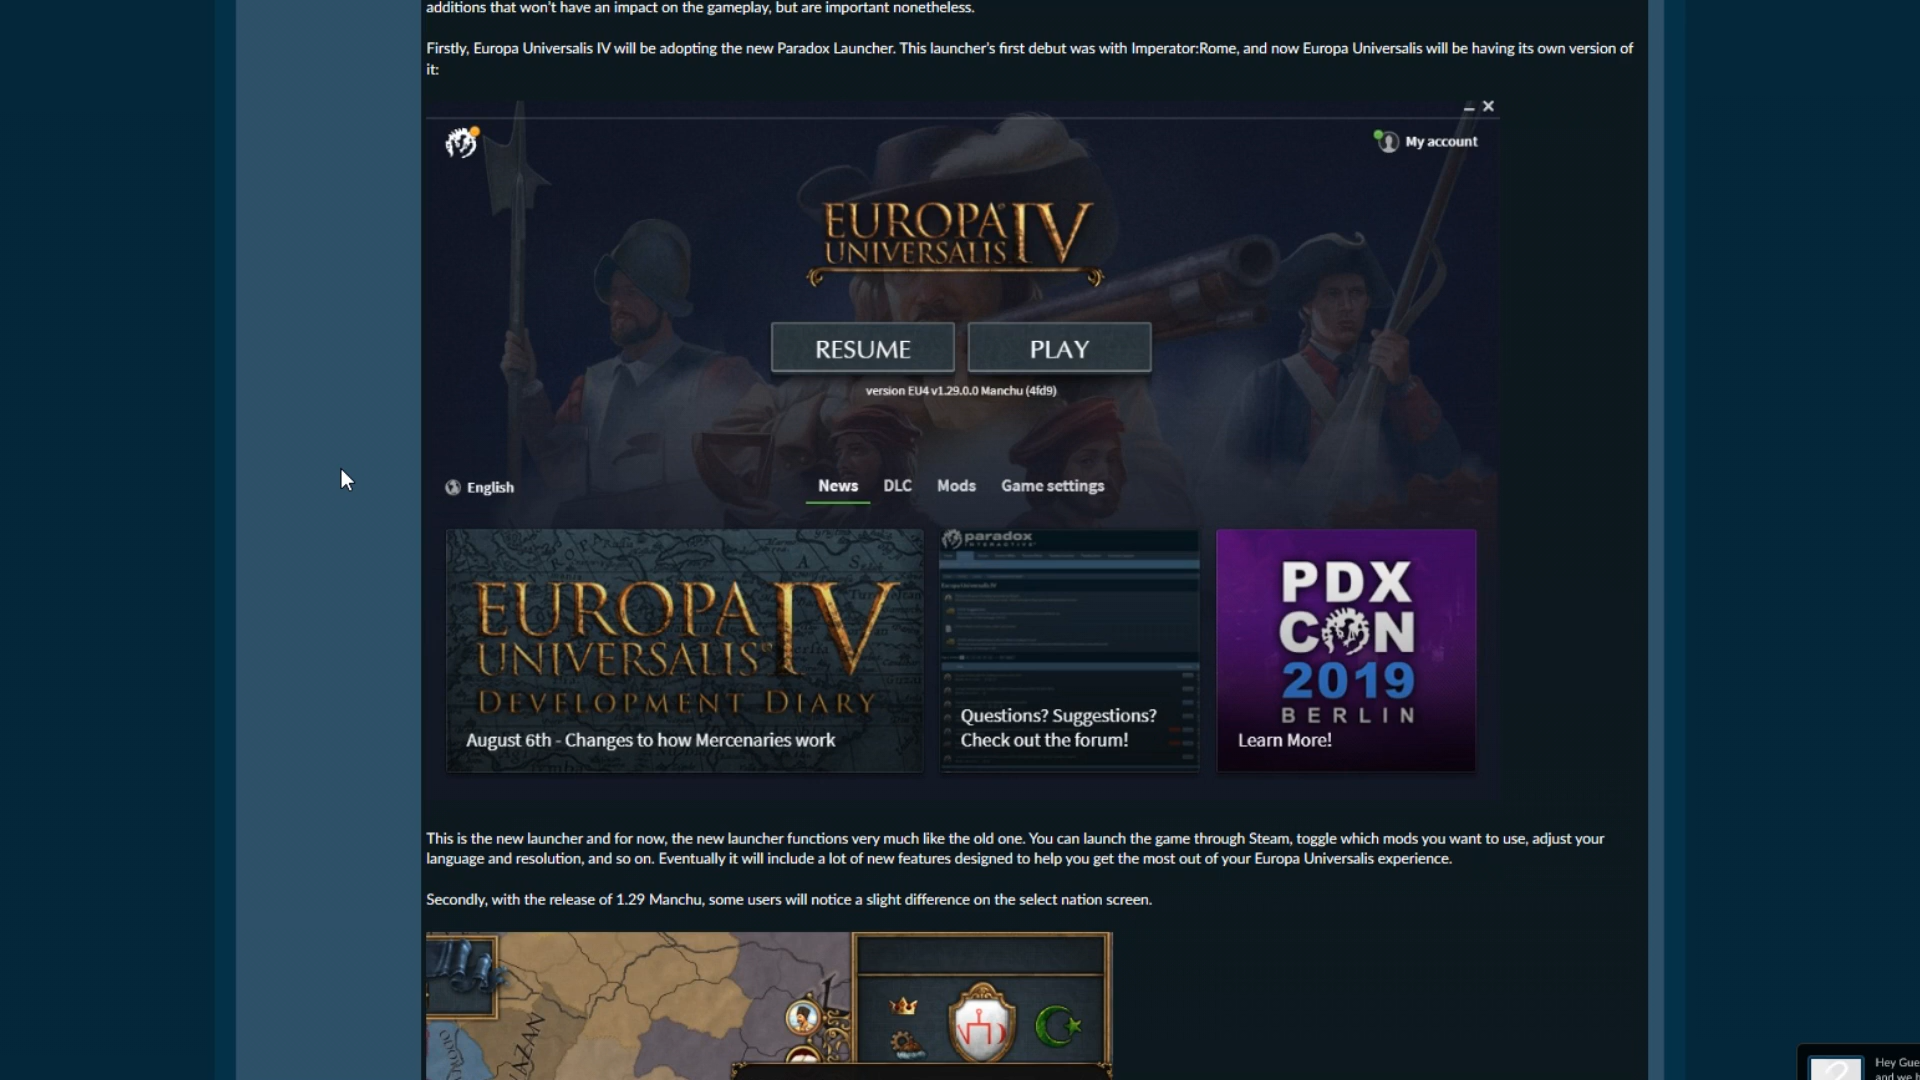 additions that won't have an impact on the gameplay, but are important nonetheless.
Firstly, Europa Universalis IV will be adopting the new Paradox Launcher. This launcher's first debut was with Imperator:Rome, and now Europa Universalis will be having its own version of
it:
My account
EUROPA IV
UNIVERSALIS
RESUME
PLAY
version EU4 v1.29.0.0 Manchu (4fd9)
English
News
DLC
Mods
Game settings
EUROPA IV
UNIVERSALIS
DEVELOPMENT DIARY
August 6th - Changes to how Mercenaries work
paradox
INTERACTIVE
Questions? Suggestions?
Check out the forum!
PDX
CON
2019
BERLIN
Learn More!
This is the new launcher and for now, the new launcher functions very much like the old one. You can launch the game through Steam, toggle which mods you want to use, adjust your
language and resolution, and so on. Eventually it will include a lot of new features designed to help you get the most out of your Europa Universalis experience.
Secondly, with the release of 1.29 Manchu, some users will notice a slight difference on the select nation screen.
Hey Gue
and we h